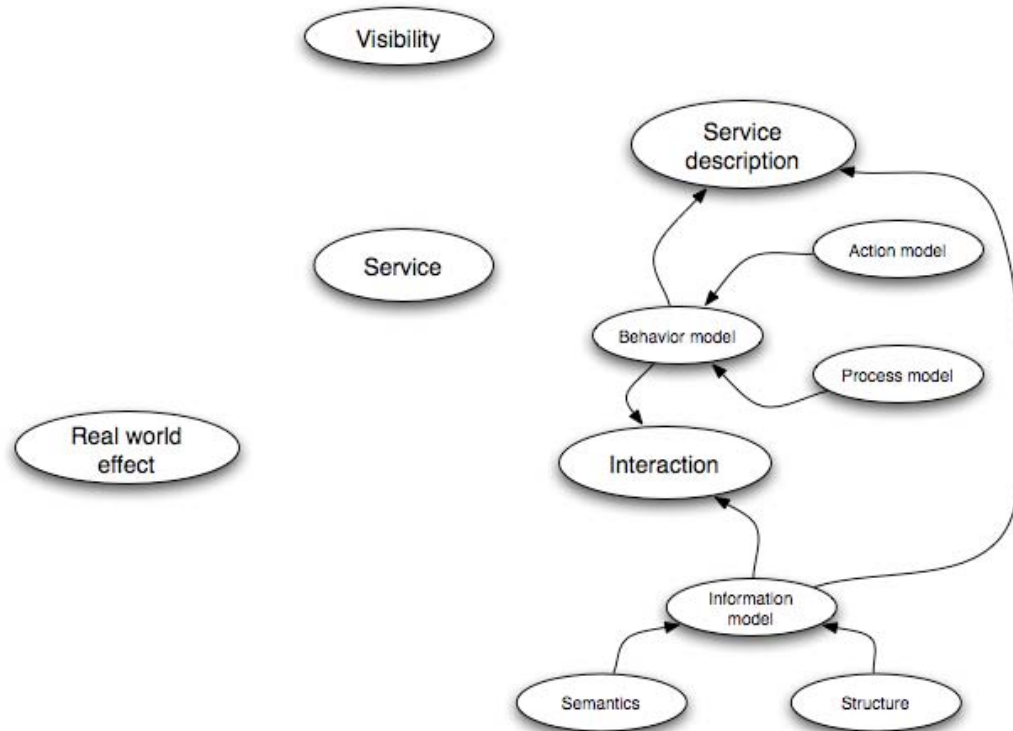 Visibility
Service
description
Action model
Service
Behavior model
Process model
Real world
effect
Interaction
Information
model
Semantics
Structure